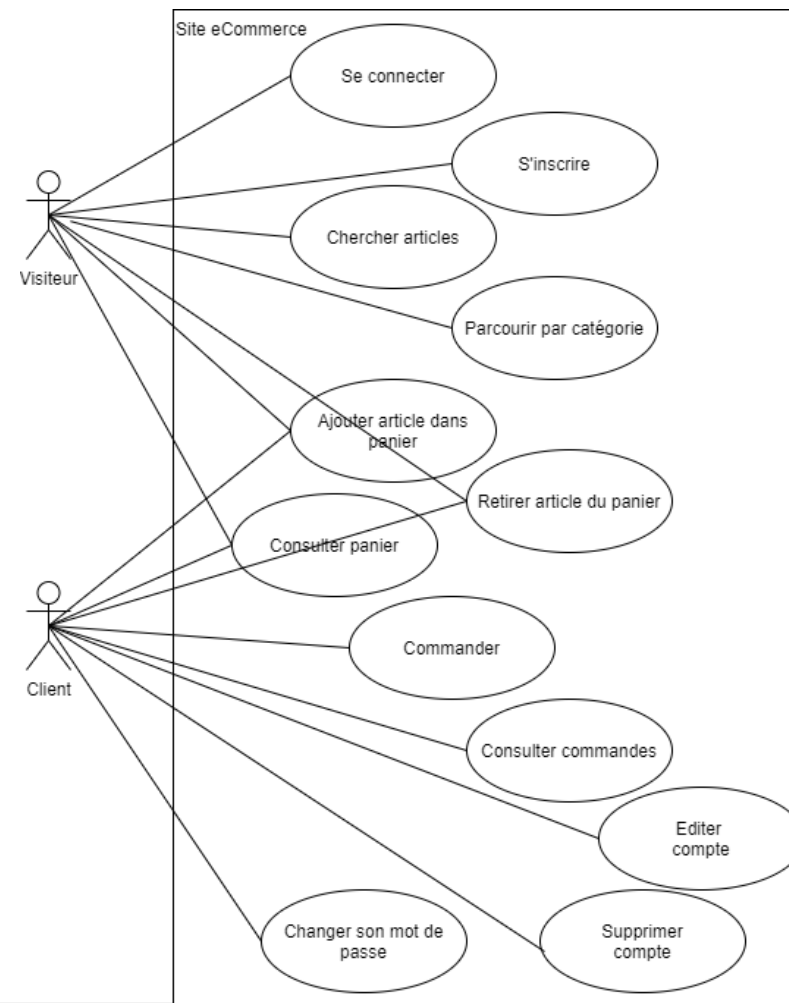 Site eCommerce
Se connecter
S'inscrire
Chercher articles
Visiteur
Parcourir par catégorie
Ajouter article dans
panier
Retirer article du panier
Consulter panier
Commander
Client
Consulter commandes
Editer
compte
Changer son mot de
passe
Supprimer
compte